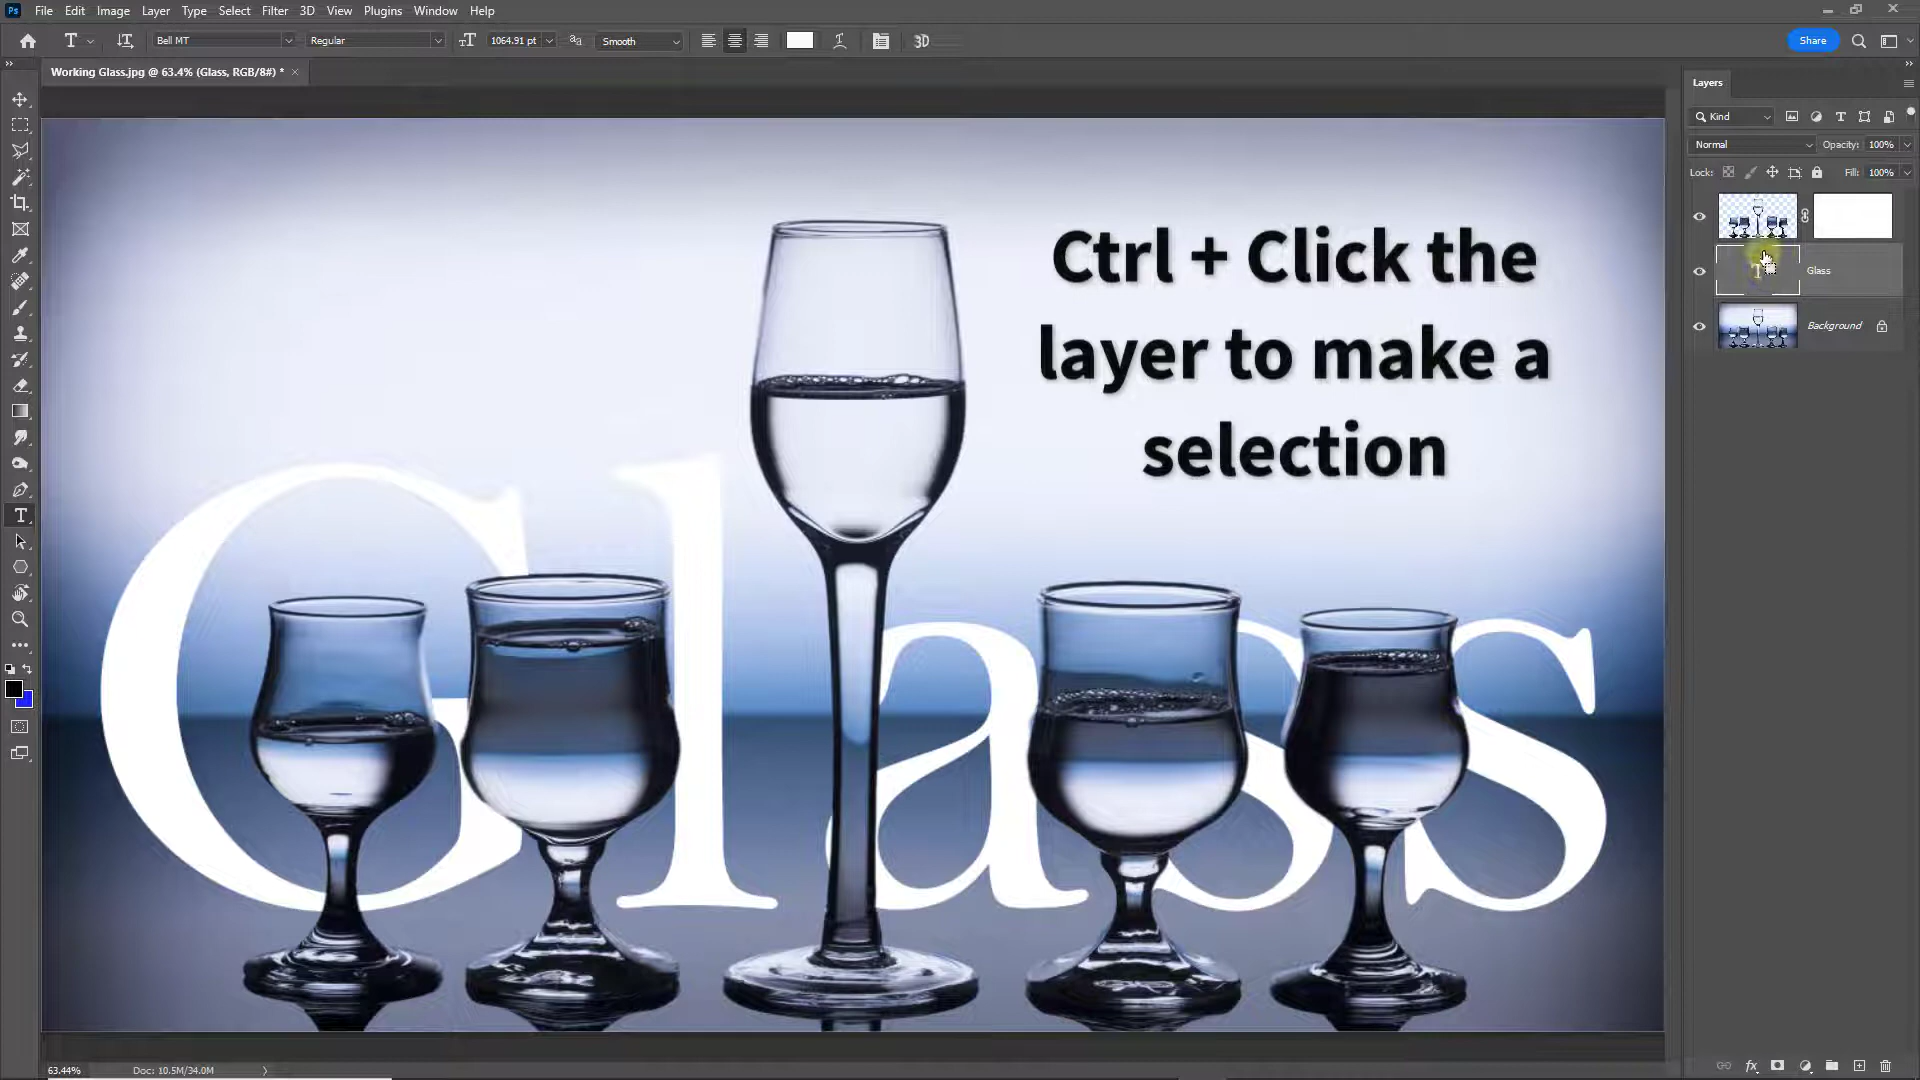 Ps File Edit Image Layer Type Select Filter 3D View Plugins Window Help
T Bell MT Regular 1064.91 pt Smooth 3D Share
Working Glass.jpg @ 63.4% (Glass, RGB/8#) *
Layers
Kind
Normal Opacity: 100%
Lock: Fill: 100%
Glass
Background
Ctrl + Click the
layer to make a
selection
Glass
63.44% Doc: 10.5M/34.0M